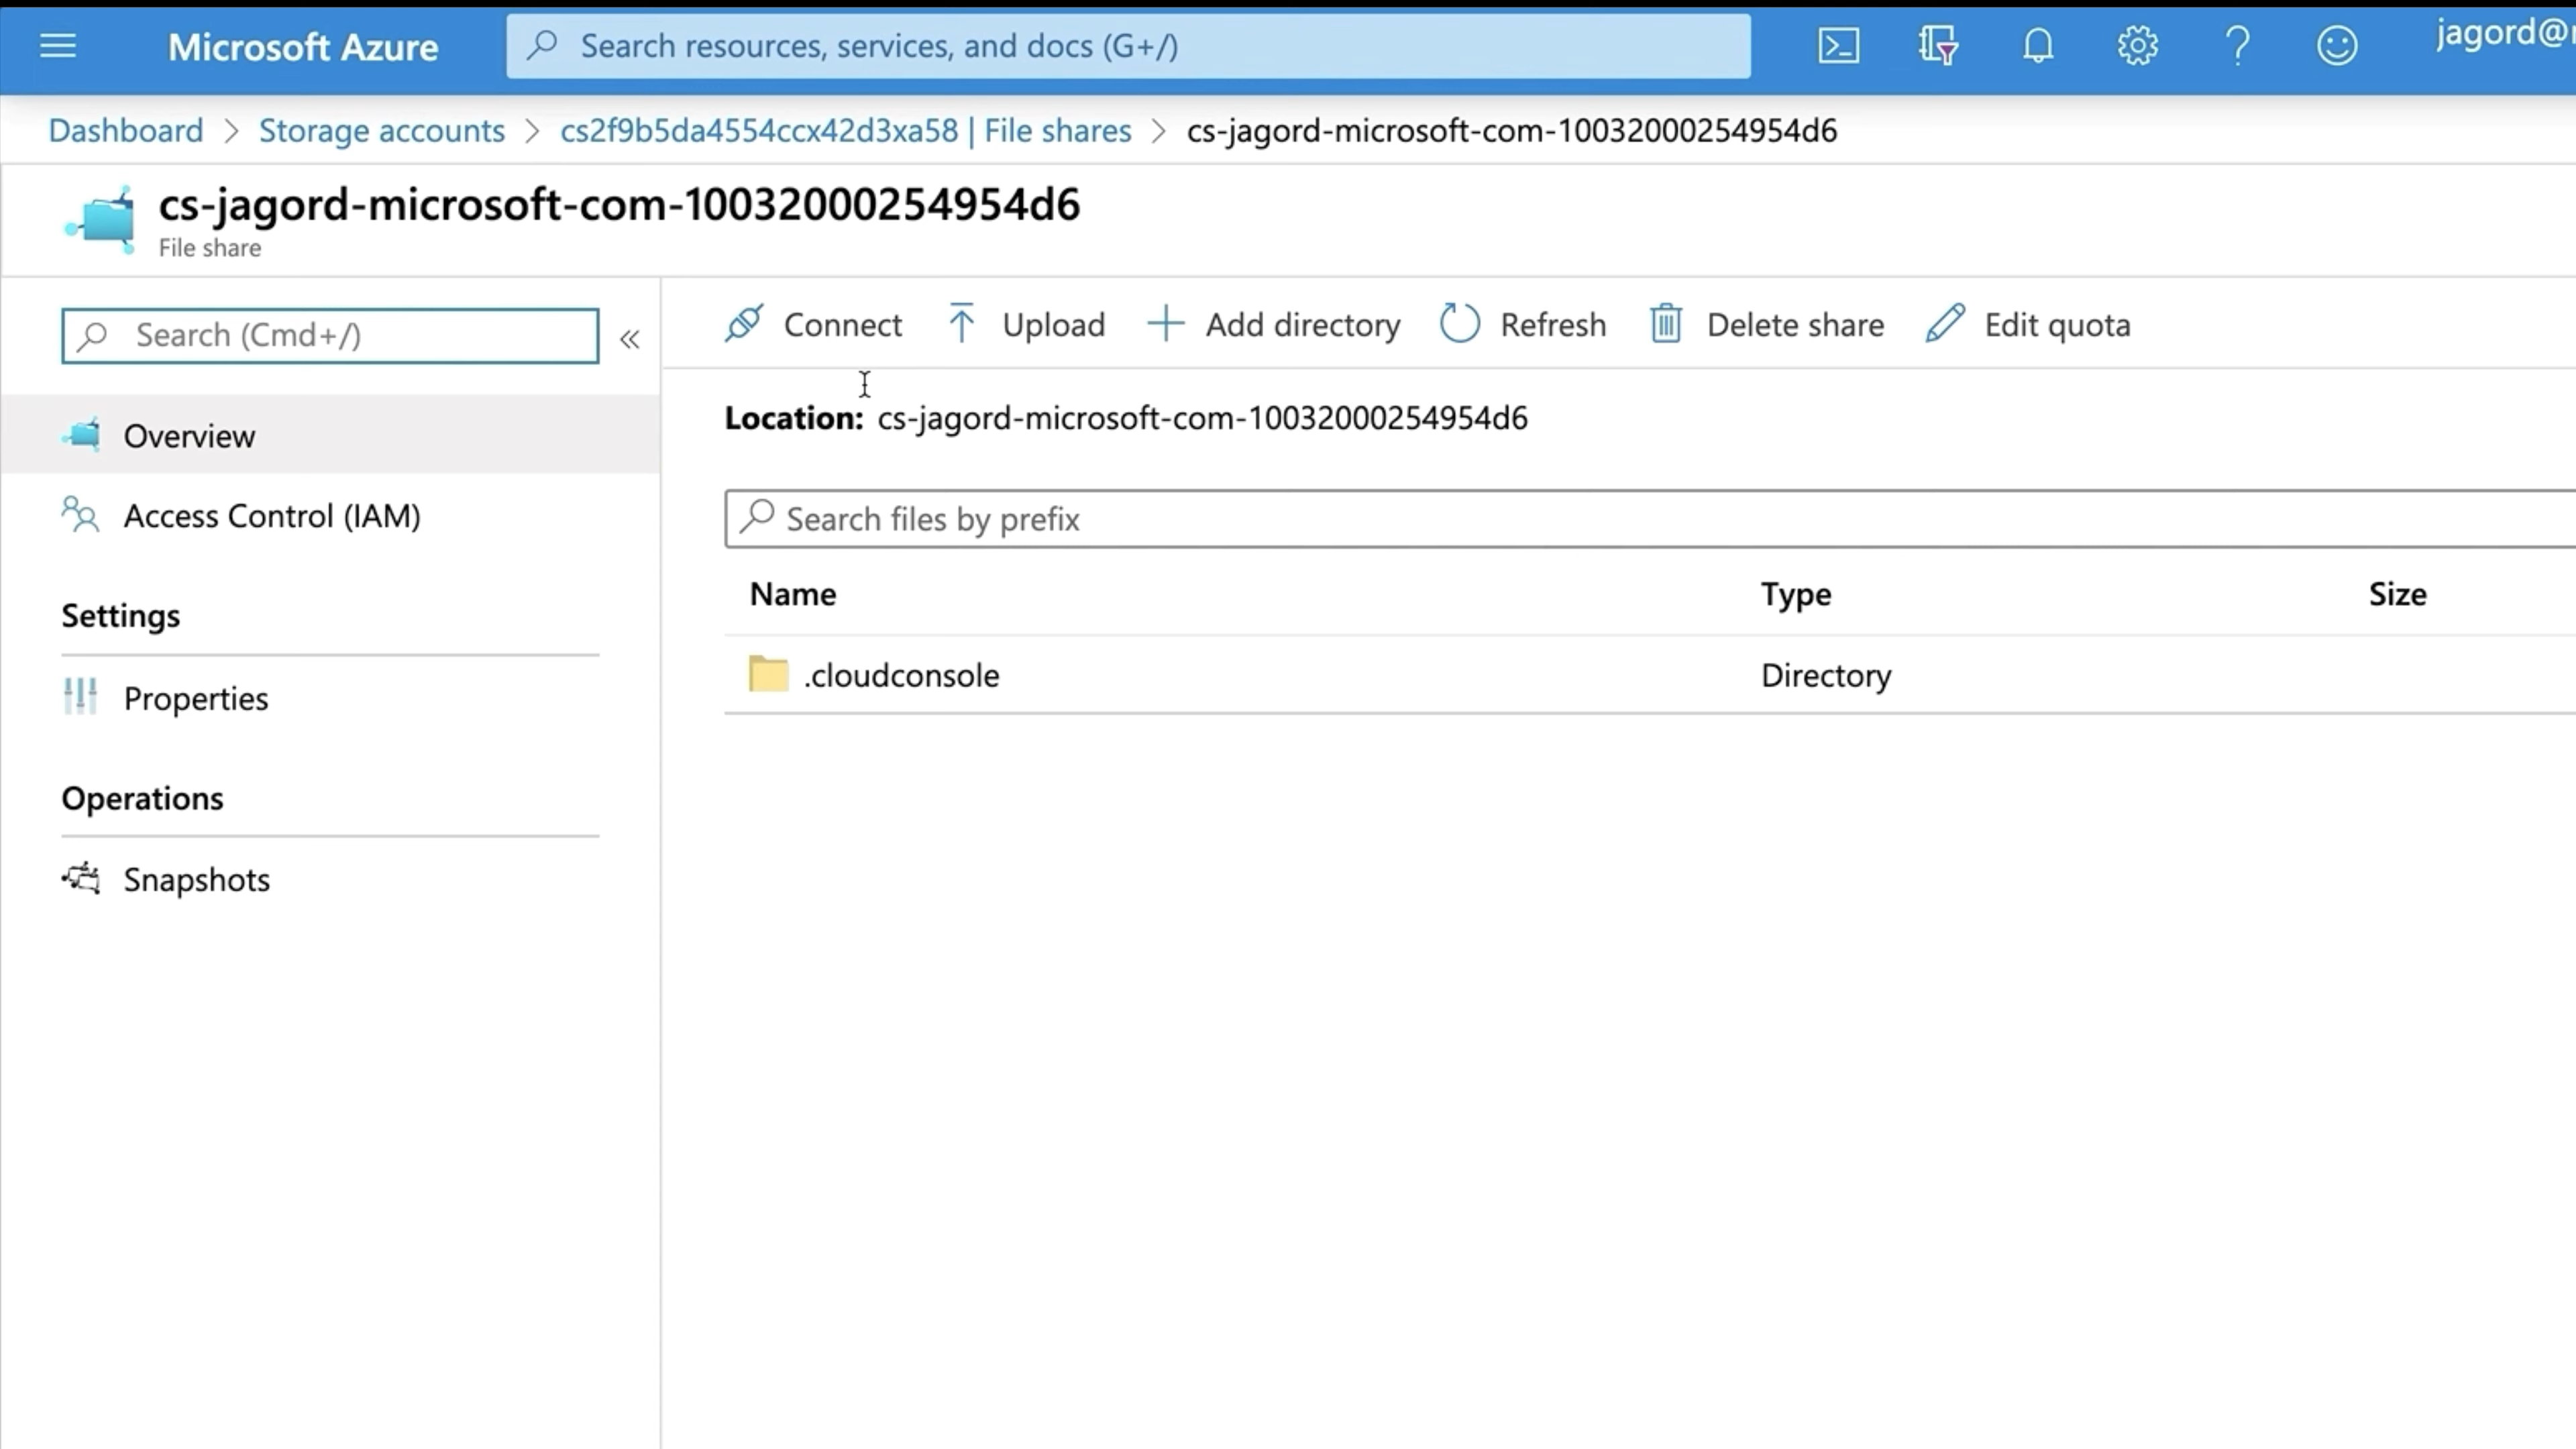 Microsoft Azure
Search resources, services, and docs (G+/)
jagord@
Dashboard > Storage accounts > cs2f9b5da4554ccx42d3xa58 | File shares > cs-jagord-microsoft-com-10032000254954d6
cs-jagord-microsoft-com-10032000254954d6
File share
Search (Cmd+/)
«
Overview
Access Control (IAM)
Settings
Properties
Operations
Snapshots
Connect
Upload
Add directory
Refresh
Delete share
Edit quota
Location: cs-jagord-microsoft-com-10032000254954d6
Search files by prefix
Name Type Size
.cloudconsole Directory